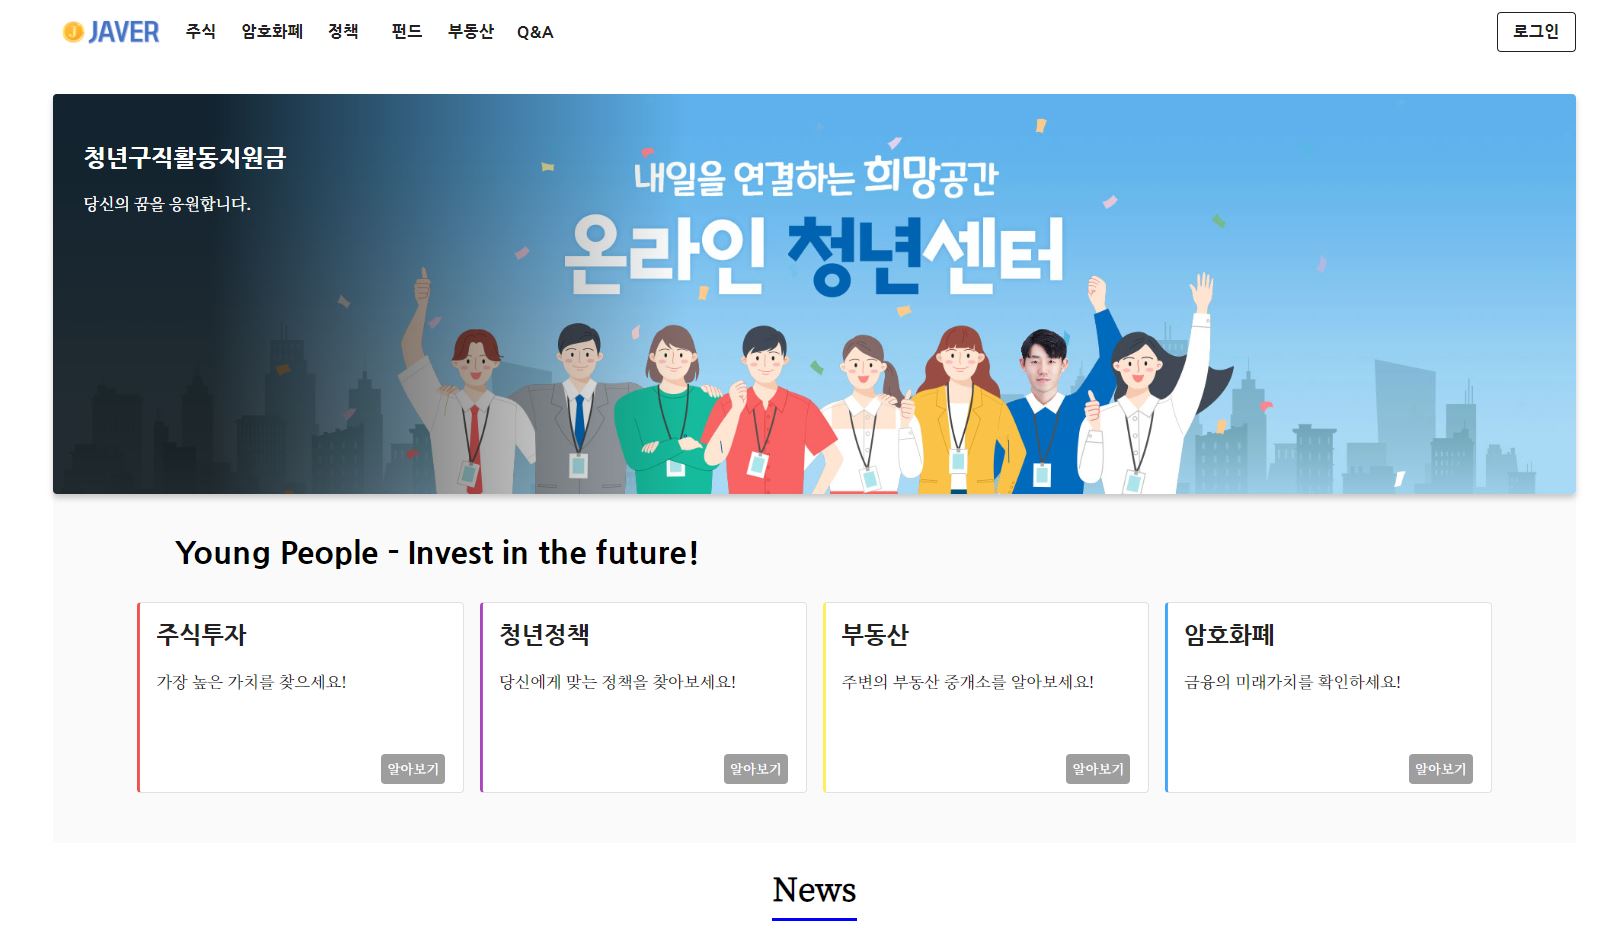 JAVER 주식 암호화폐 정책 펀드 부동산 Q&A 로그인
청년구직활동지원금
당신의 꿈을 응원합니다.
내일을 연결하는 희망공간
온라인 청년센터
Young People - Invest in the future!
주식투자
가장 높은 가치를 찾으세요!
알아보기
청년정책
당신에게 맞는 정책을 찾아보세요!
알아보기
부동산
주변의 부동산 중개소를 알아보세요!
알아보기
암호화폐
금융의 미래가치를 확인하세요!
알아보기
News